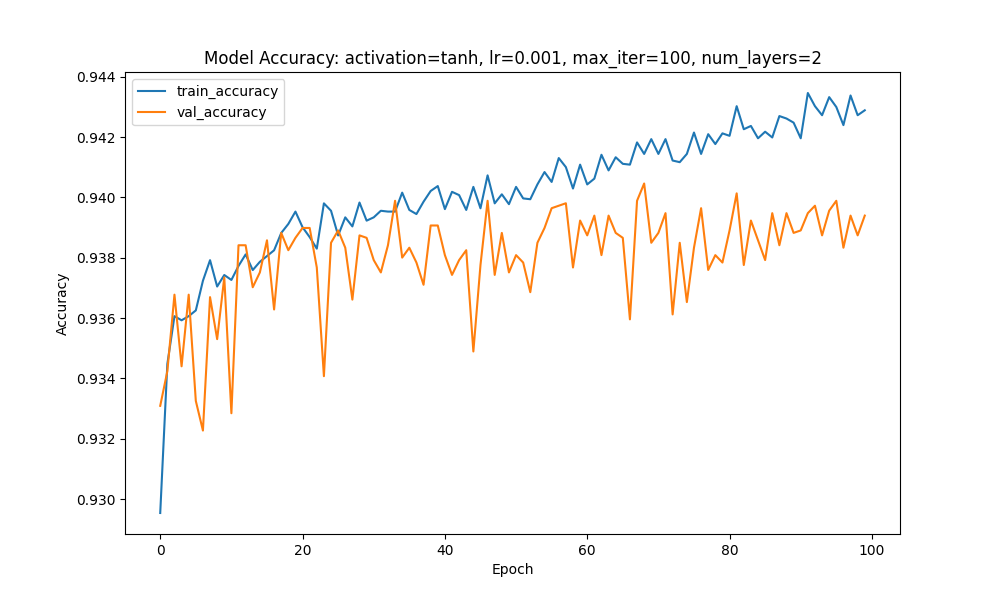 Model Accuracy: activation=tanh, lr=0.001, max_iter=100, num_layers=2
train_accuracy
val_accuracy
0.944
0.942
0.940
0.938
0.936
0.934
0.932
0.930
Accuracy
0 20 40 60 80 100
Epoch